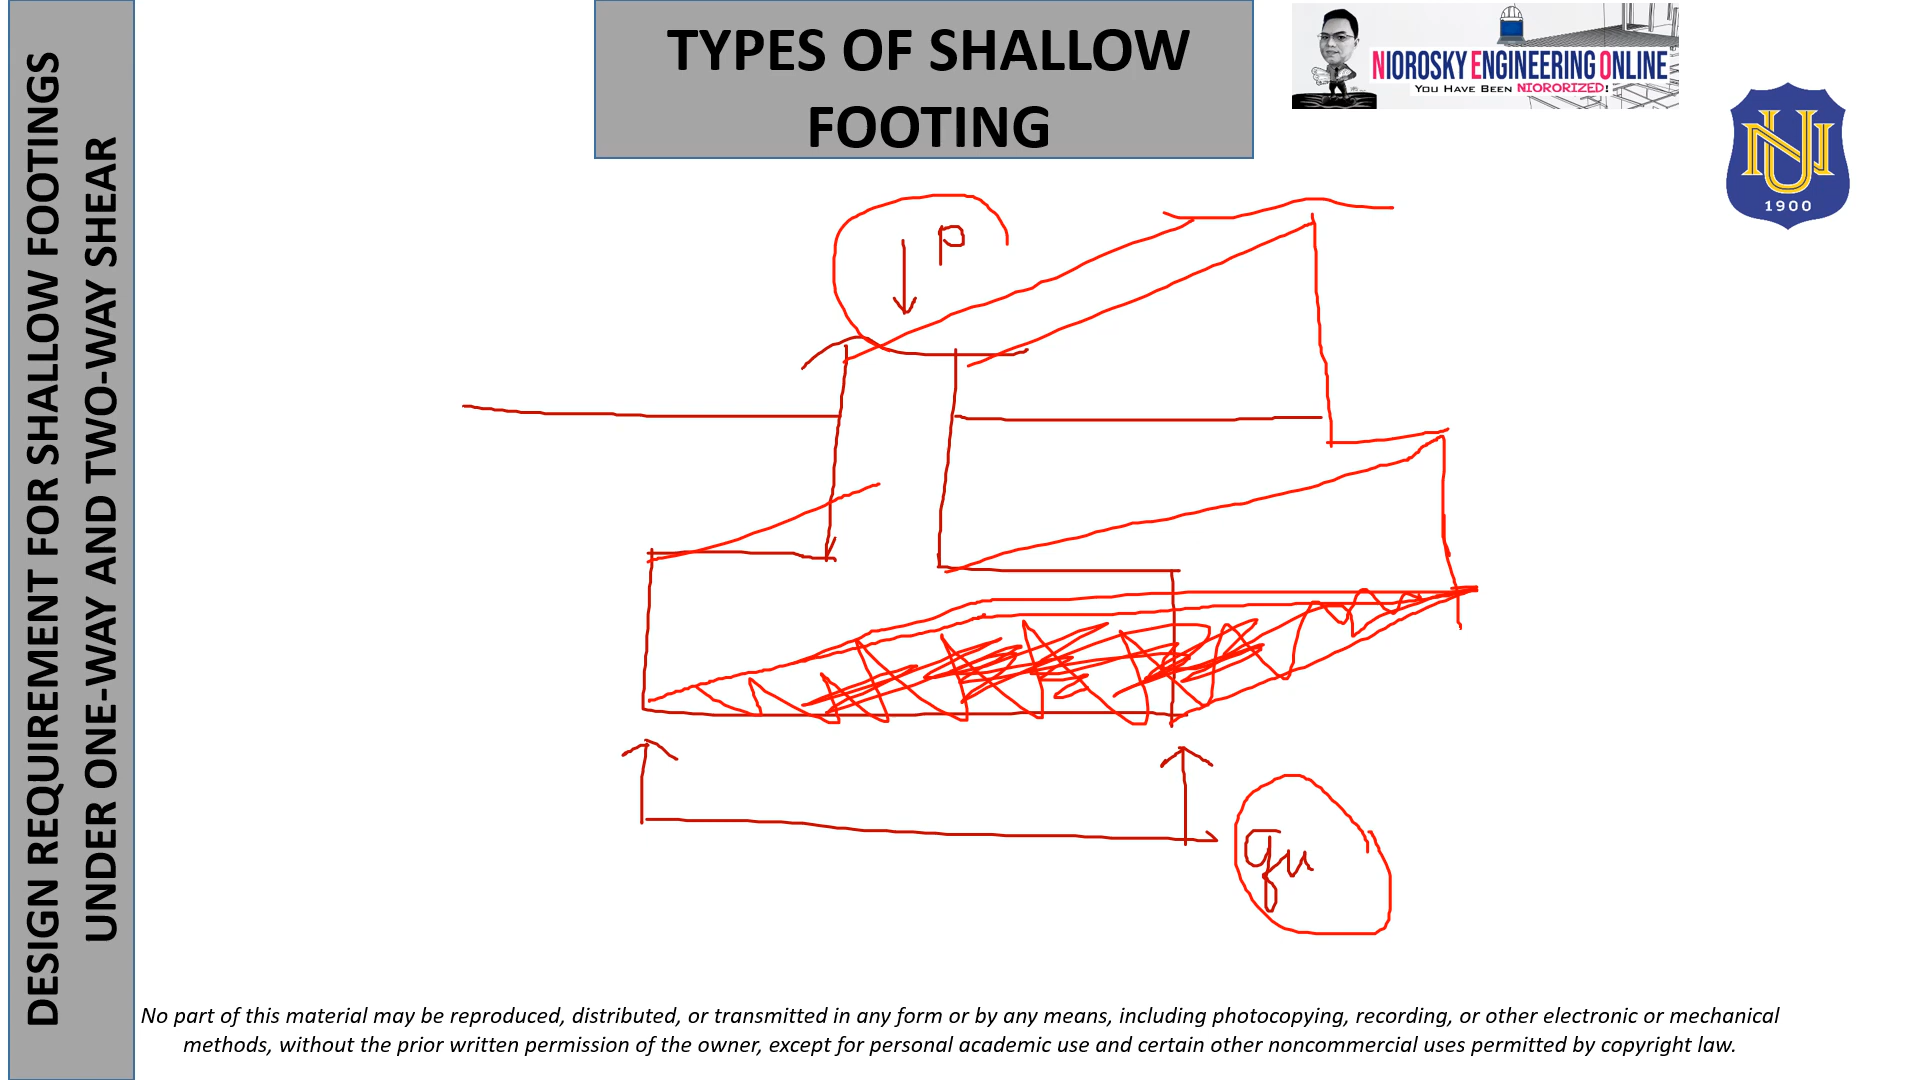 DESIGN REQUIREMENT FOR SHALLOW FOOTINGS
UNDER ONE-WAY AND TWO-WAY SHEAR
TYPES OF SHALLOW
FOOTING
NIOROSKY ENGINEERING ONLINE
YOU HAVE BEEN NIORORIZED!
NU
1900
P
qu
No part of this material may be reproduced, distributed, or transmitted in any form or by any means, including photocopying, recording, or other electronic or mechanical
methods, without the prior written permission of the owner, except for personal academic use and certain other noncommercial uses permitted by copyright law.